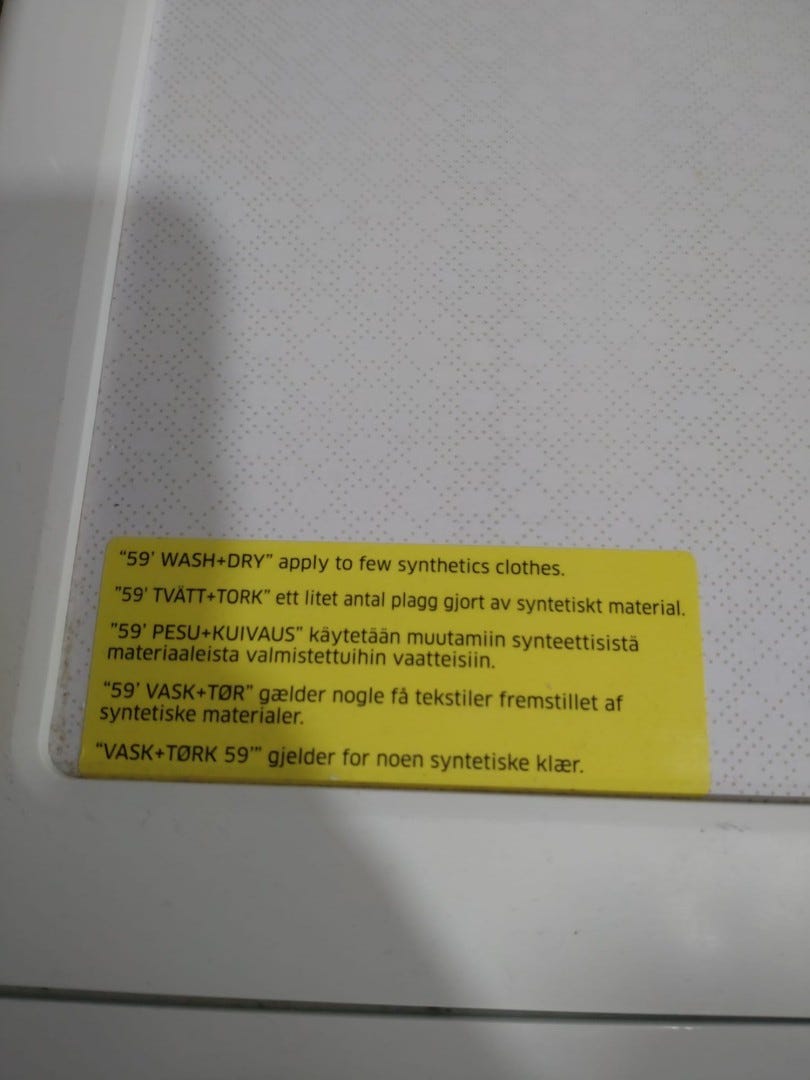 “59’ WASH+DRY” apply to few synthetics clothes.
”59’ TVÄTT+TORK” ett litet antal plagg gjort av syntetiskt material.
”59’ PESU+KUIVAUS” käytetään muutamiin synteettisistä
materiaaleista valmistettuihin vaatteisiin.
“59’ VASK+TØR” gælder nogle få tekstiler fremstillet af
syntetiske materialer.
“VASK+TØRK 59’” gjelder for noen syntetiske klær.